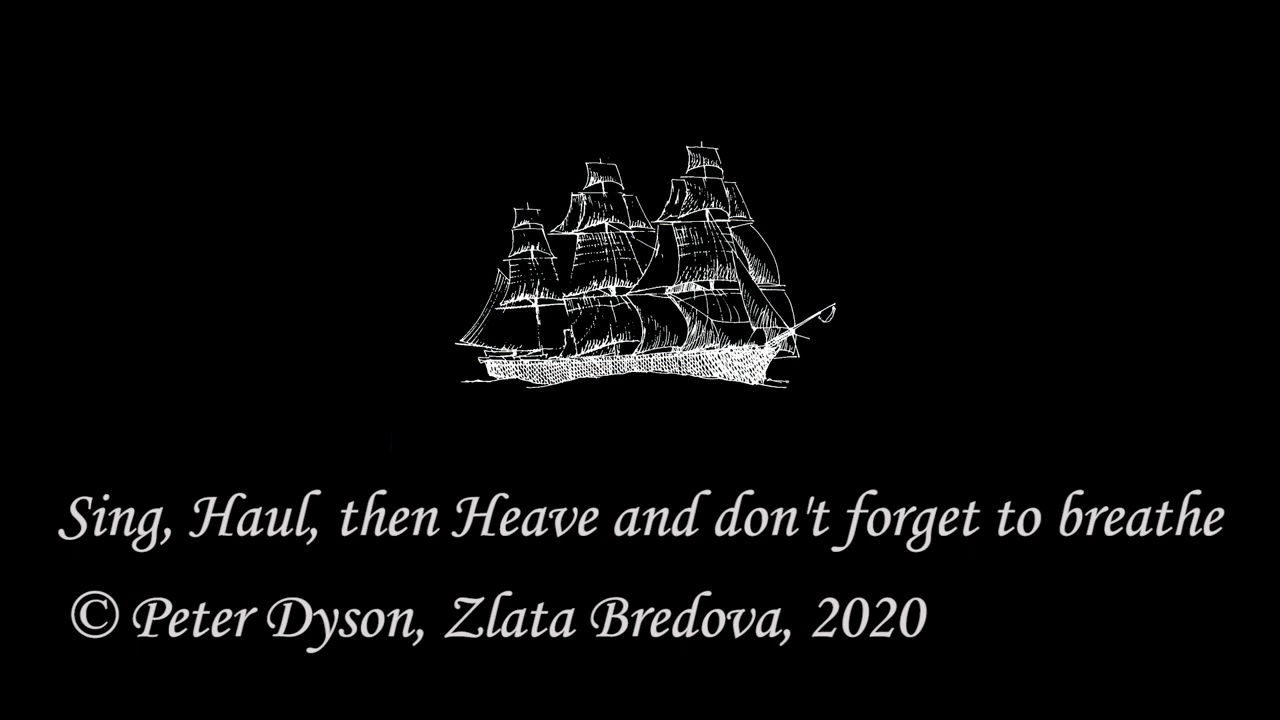 Sing, Haul, then Heave and don't forget to breathe
© Peter Dyson, Zlata Bredova, 2020